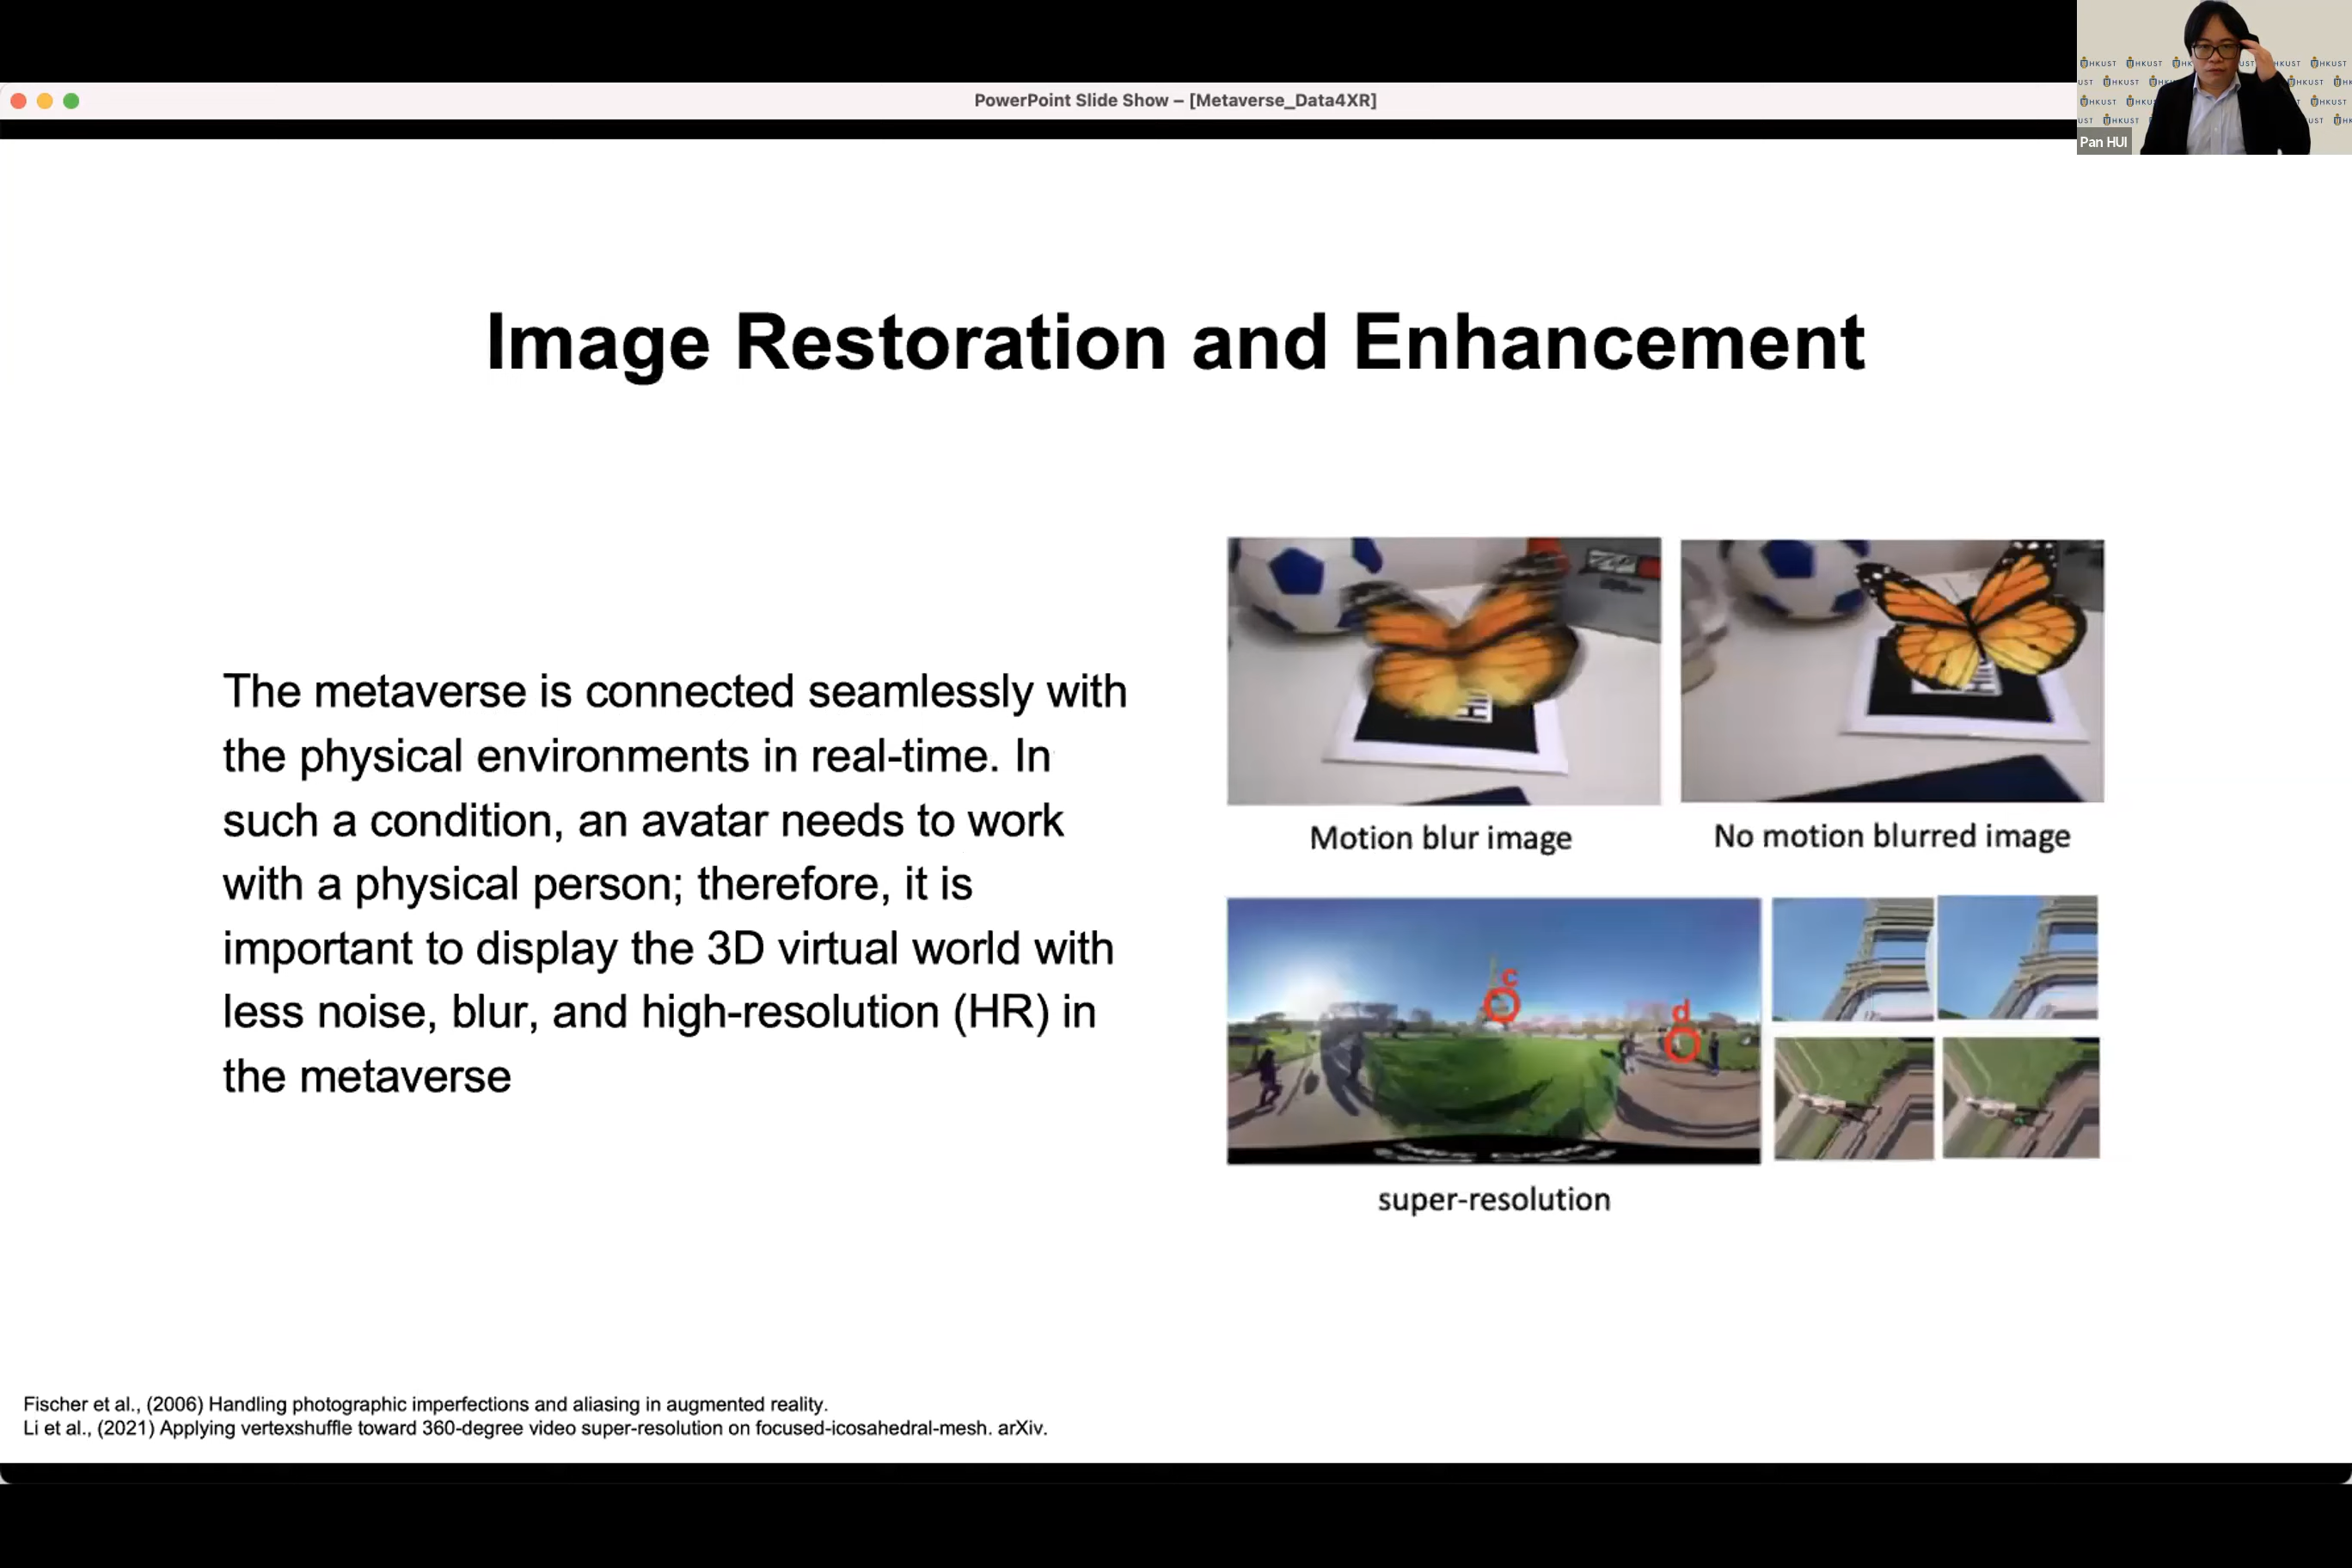 PowerPoint Slide Show – [Metaverse_Data4XR]
HKUST HKUST HKUST HKUST
Pan HUI
Image Restoration and Enhancement
The metaverse is connected seamlessly with
the physical environments in real-time. In
such a condition, an avatar needs to work
with a physical person; therefore, it is
important to display the 3D virtual world with
less noise, blur, and high-resolution (HR) in
the metaverse
Motion blur image
No motion blurred image
c
d
super-resolution
Fischer et al., (2006) Handling photographic imperfections and aliasing in augmented reality.
Li et al., (2021) Applying vertexshuffle toward 360-degree video super-resolution on focused-icosahedral-mesh. arXiv.